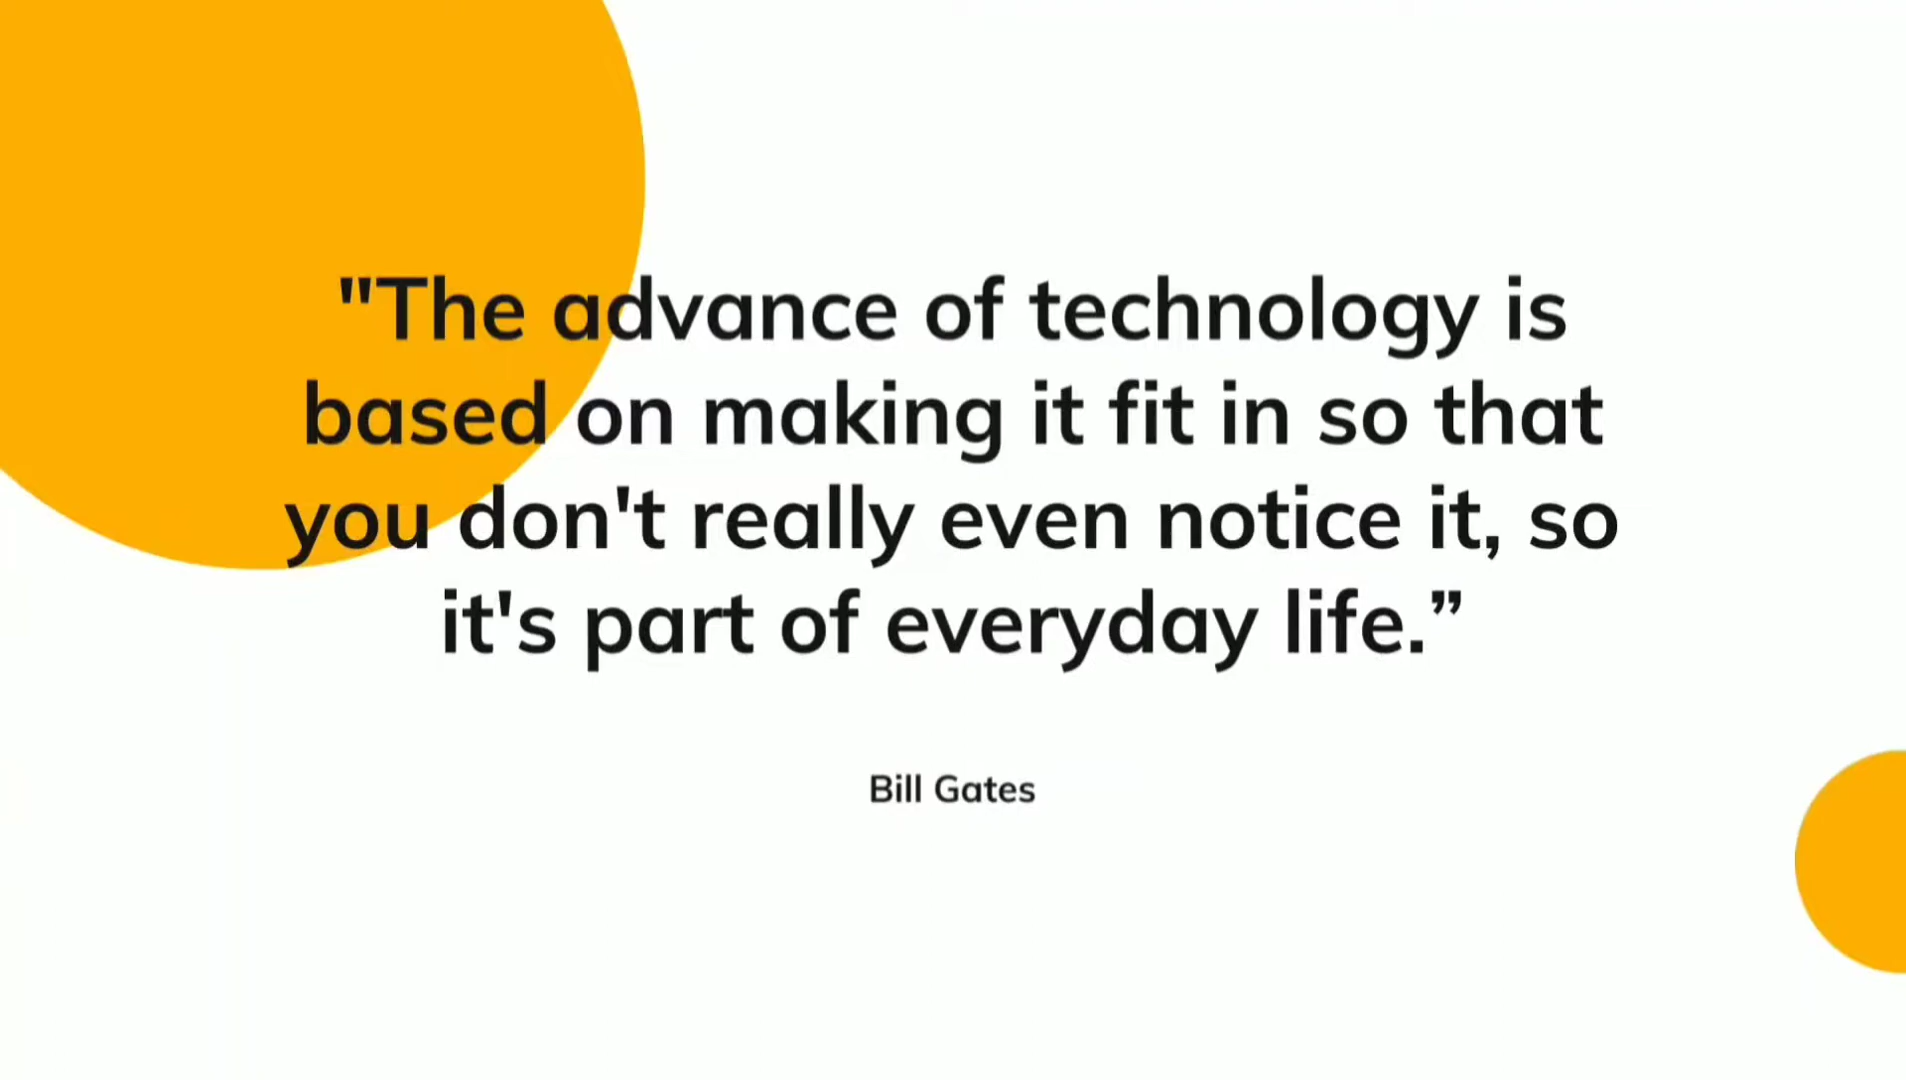 "The advance of technology is
based on making it fit in so that
you don't really even notice it, so
it's part of everyday life.”
Bill Gates